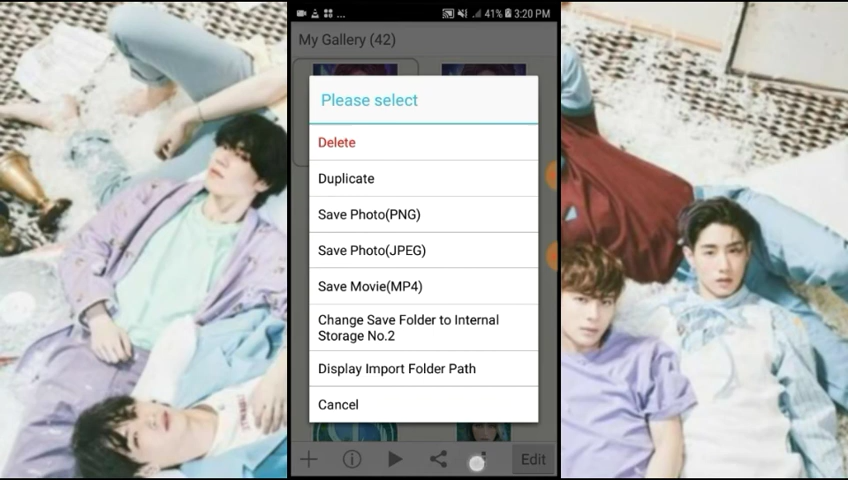 ... 41% 3:20 PM
My Gallery (42)
Please select
Delete
Duplicate
Save Photo(PNG)
Save Photo(JPEG)
Save Movie(MP4)
Change Save Folder to Internal
Storage No.2
Display Import Folder Path
Cancel
Edit